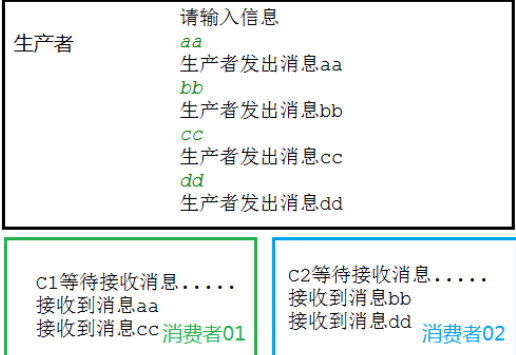 生产者
请输入信息
aa
生产者发出消息aa
bb
生产者发出消息bb
cc
生产者发出消息cc
dd
生产者发出消息dd
C1等待接收消息.....
接收到消息aa
接收到消息cc
消费者01
C2等待接收消息.....
接收到消息bb
接收到消息dd
消费者02